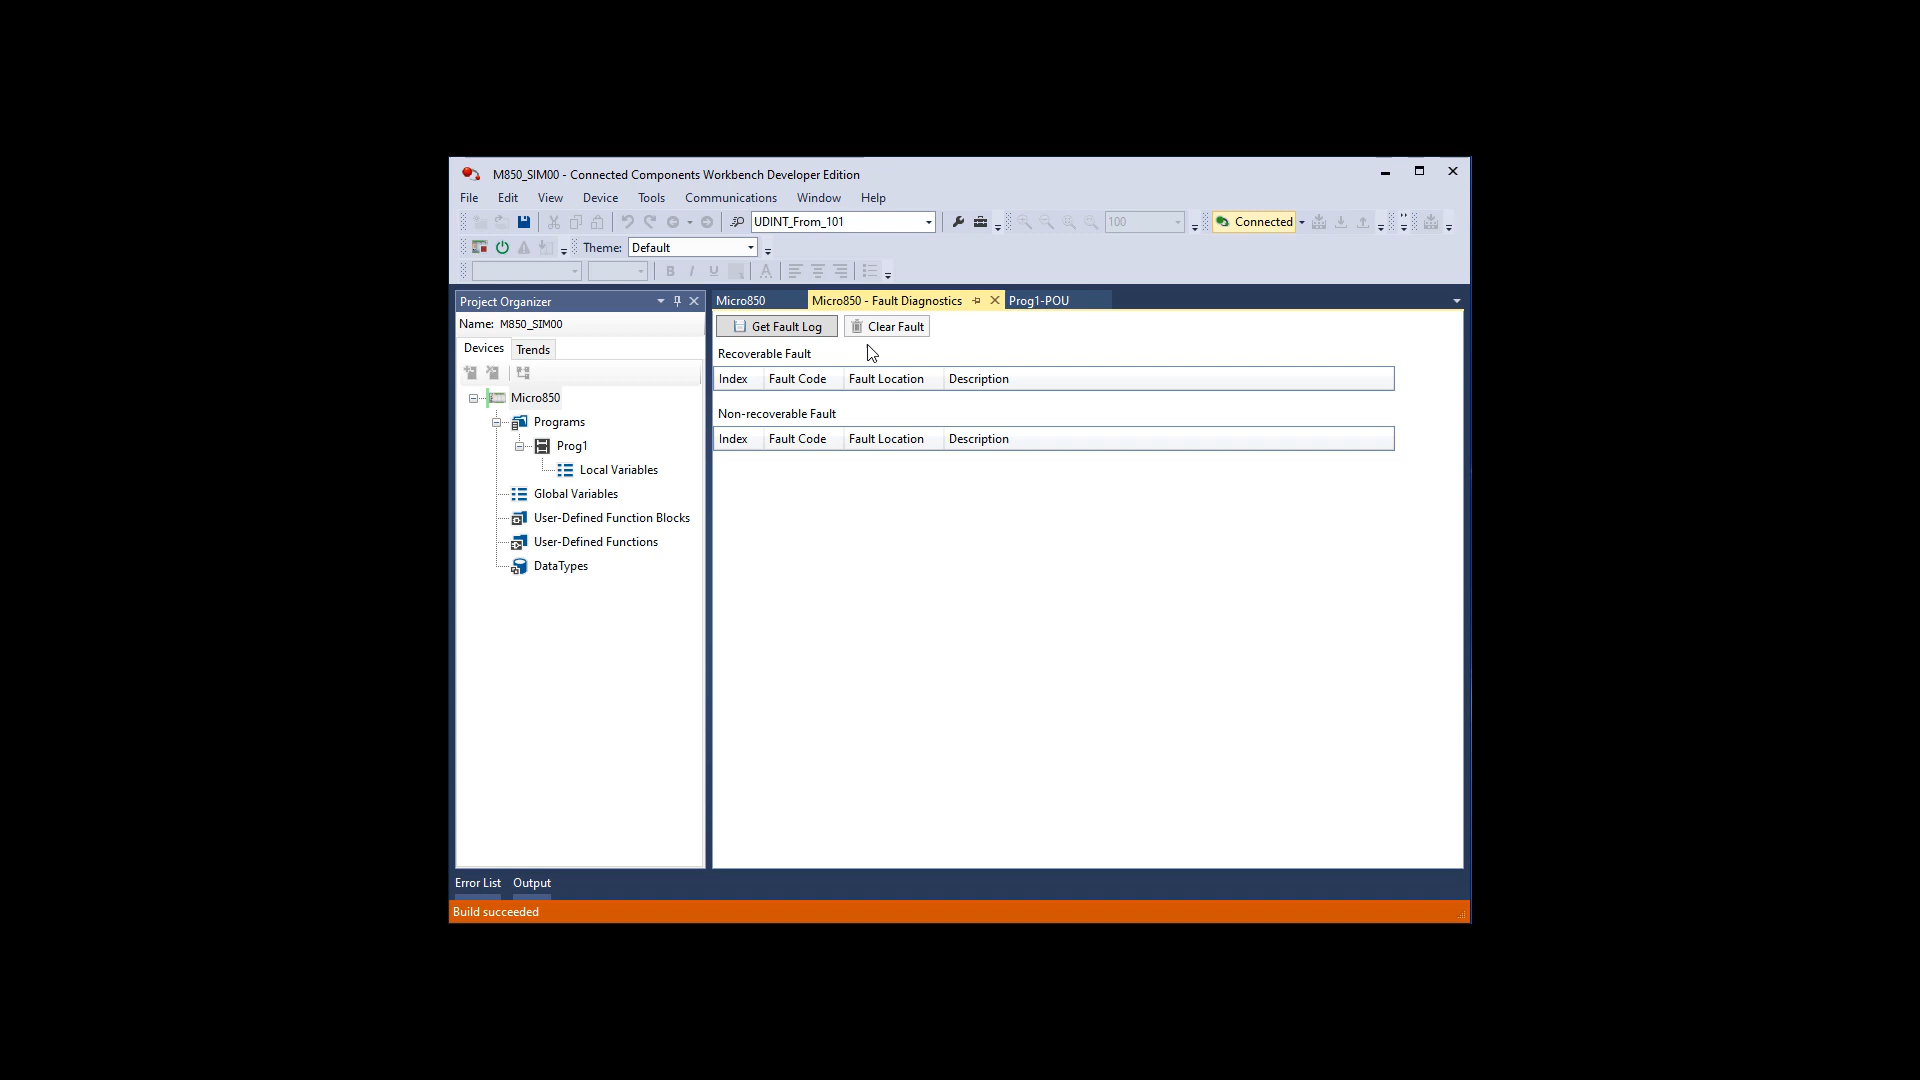 M850_SIM00 - Connected Components Workbench Developer Edition
File Edit View Device Tools Communications Window Help
UDINT_From_101 100 Connected
Theme: Default
B I U A
Project Organizer
Name: M850_SIM00
Devices Trends
Micro850
Programs
Prog1
Local Variables
Global Variables
User-Defined Function Blocks
User-Defined Functions
DataTypes
Micro850 Micro850 - Fault Diagnostics Prog1-POU
Get Fault Log Clear Fault
Recoverable Fault
Index Fault Code Fault Location Description
Non-recoverable Fault
Index Fault Code Fault Location Description
Error List Output
Build succeeded